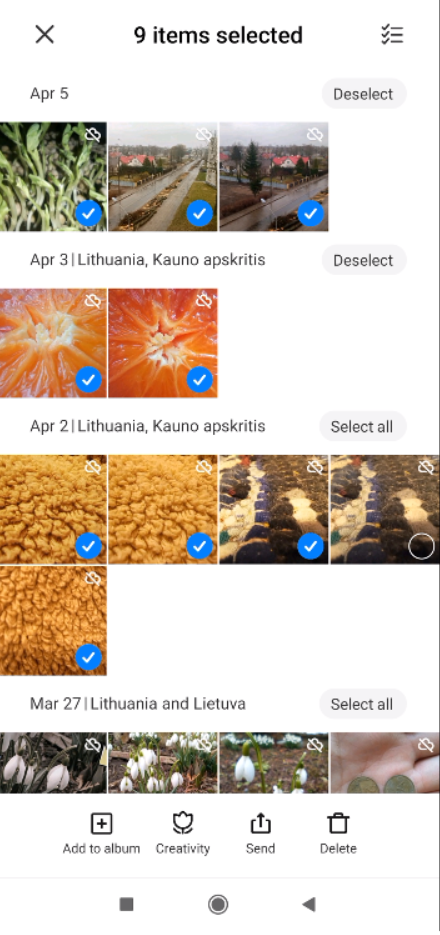 9 items selected
Apr 5
Deselect
Apr 3|Lithuania, Kauno apskritis
Deselect
Apr 2|Lithuania, Kauno apskritis
Select all
Mar 27|Lithuania and Lietuva
Select all
Add to album
Creativity
Send
Delete